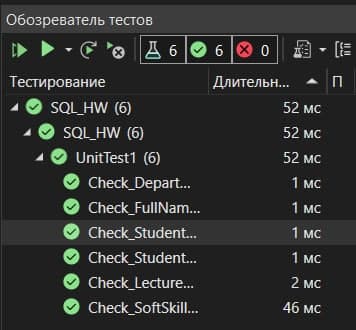 Обозреватель тестов
6 6 0
Тестирование Длительн... П
SQL_HW (6) 52 мс
SQL_HW (6) 52 мс
UnitTest1 (6) 52 мс
Check_Depart... 1 мс
Check_FullNam... 1 мс
Check_Student... 1 мс
Check_Student... 1 мс
Check_Lecture... 2 мс
Check_SoftSkill... 46 мс